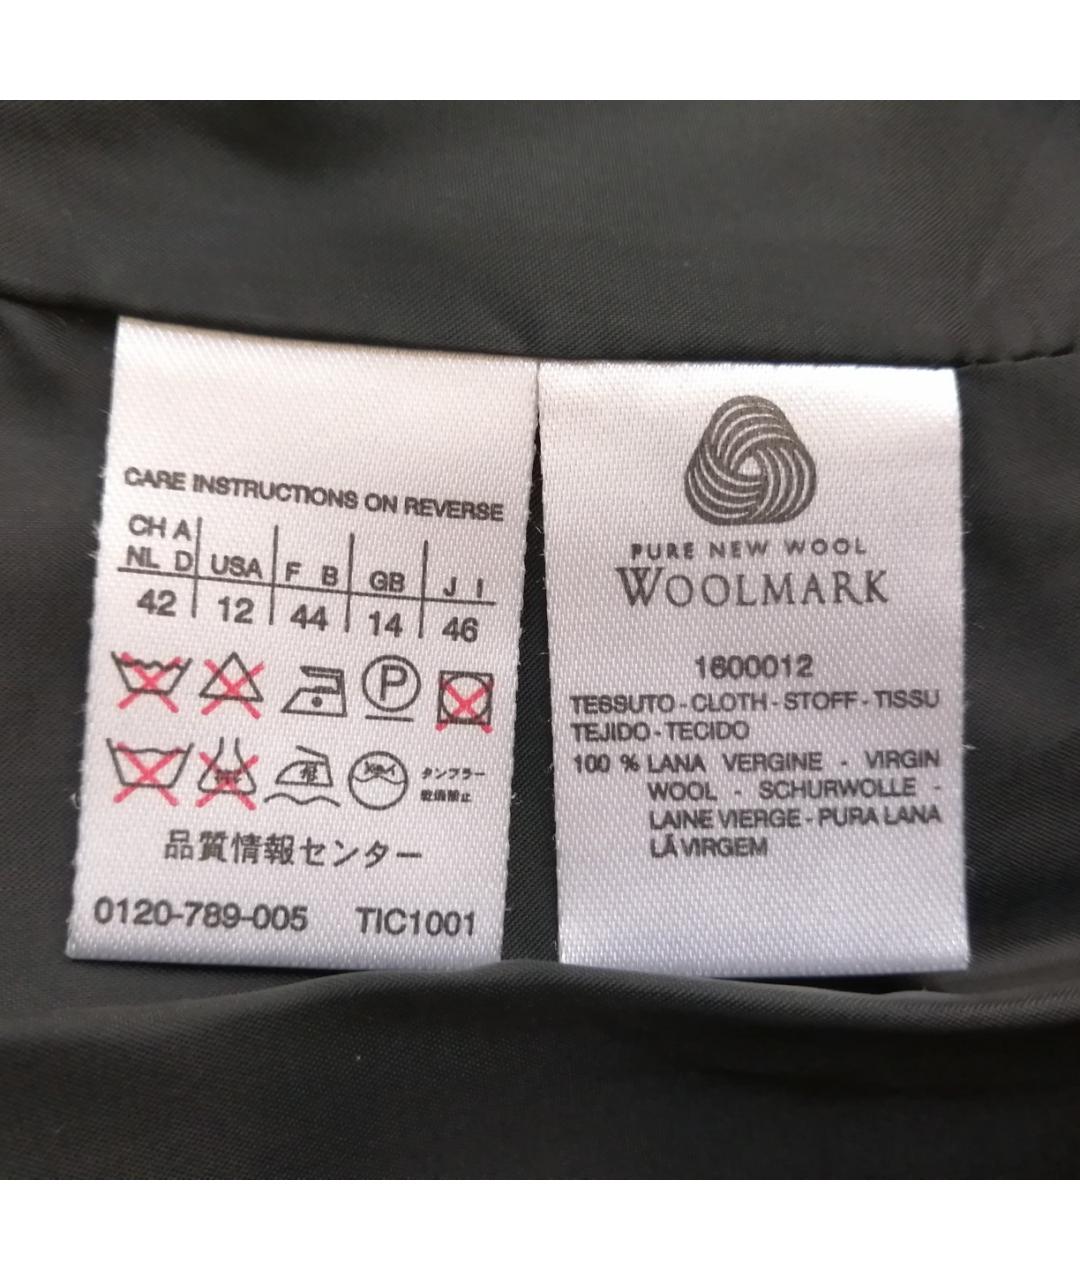 CARE INSTRUCTIONS ON REVERSE
CH A
NL D USA F B GB J I
42 12 44 14 46
P
タンブラー
乾燥禁止
品質情報センター
0120-789-005 TIC1001
PURE NEW WOOL
WOOLMARK
1600012
TESSUTO - CLOTH - STOFF - TISSU
TEJIDO - TECIDO
100 % LANA VERGINE - VIRGIN
WOOL - SCHURWOLLE -
LAINE VIERGE - PURA LANA
LÃ VIRGEM